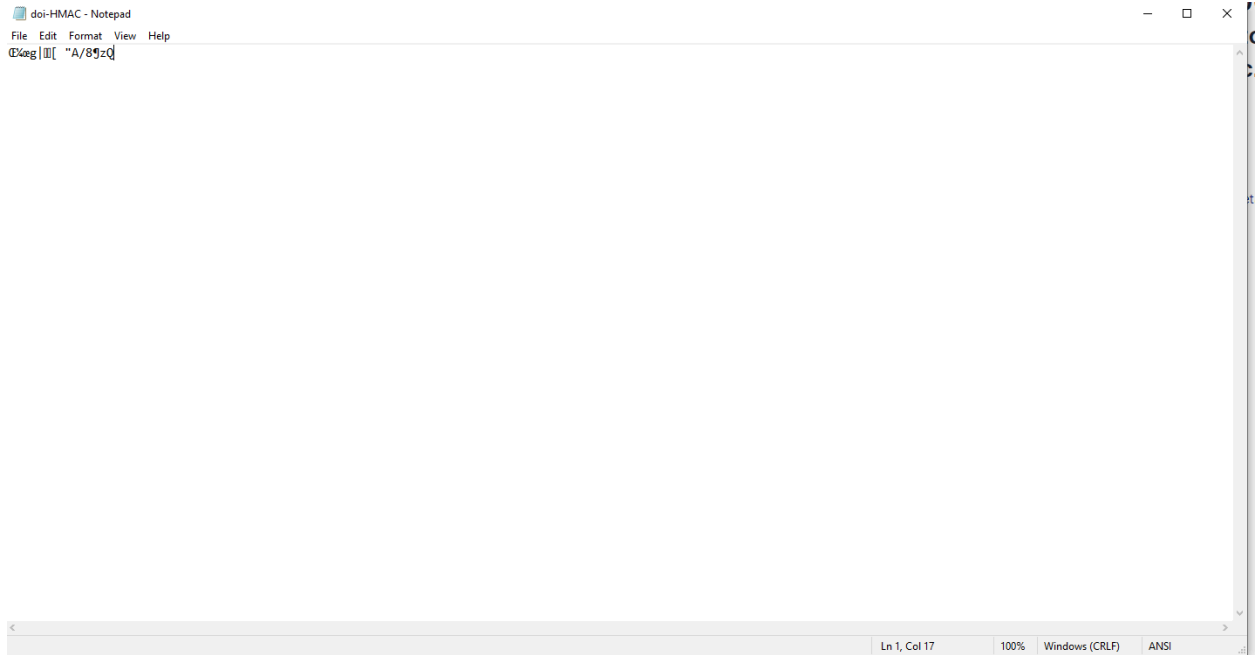 doi-HMAC - Notepad
File Edit Format View Help
Œ¼œg|[ "A/8¶zQ
Ln 1, Col 17 100% Windows (CRLF) ANSI